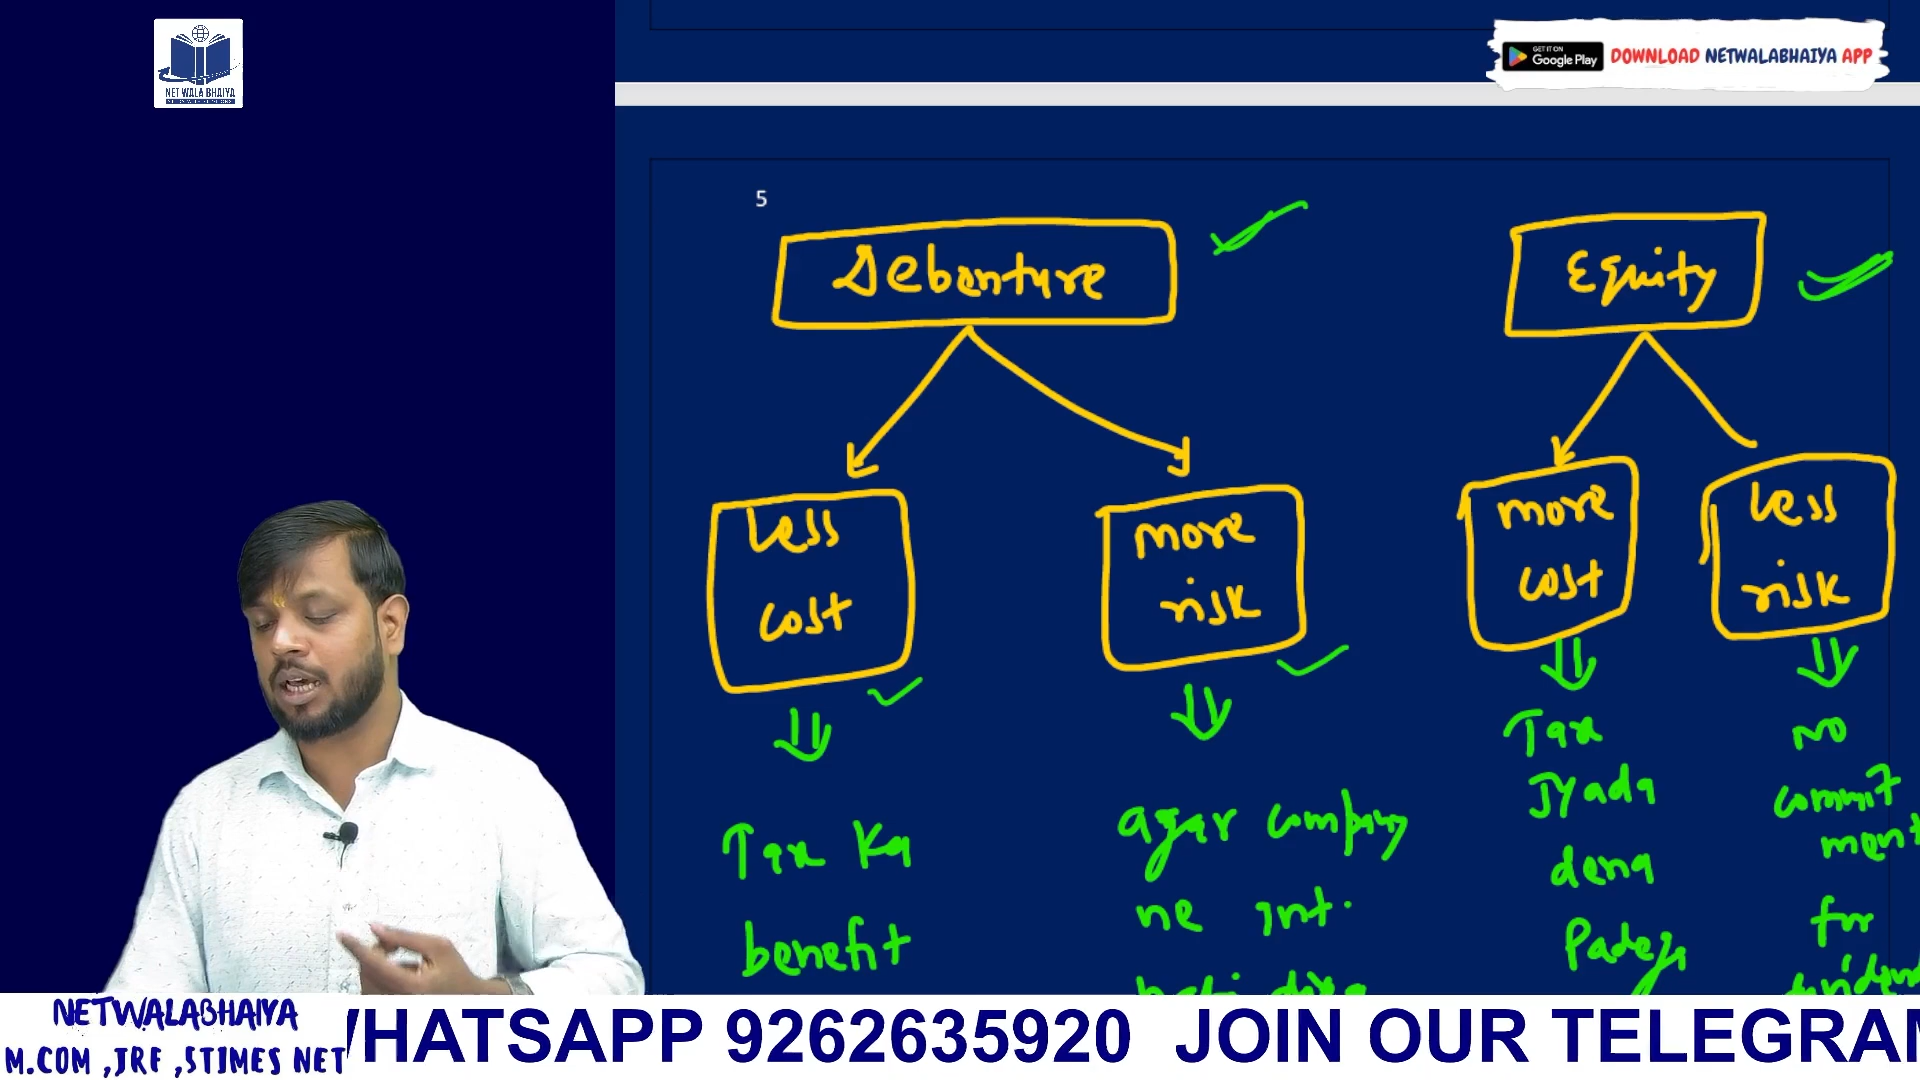 NET WALA BHAIYA
GET IT ON
Google Play
DOWNLOAD NETWALABHAIYA APP
5
Debenture
Equity
Less
cost
more
risk
more
cost
Less
risk
Tax Ka
benefit
agar company
ne int.
Tax
Jyada
dena
Padega
NO
commit
ment
for
NETWALABHAIYA
M.COM ,JRF ,5TIMES NET
WHATSAPP 9262635920 JOIN OUR TELEGRAM